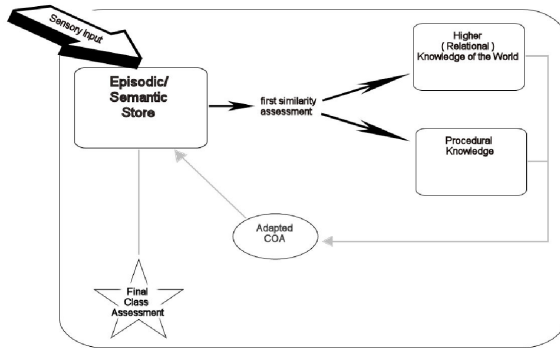 Sensory Input
Episodic/
Semantic
Store
first similarity
assessment
Higher
( Relational )
Knowledge of the World
Procedural
Knowledge
Adapted
COA
Final
Class
Assessment